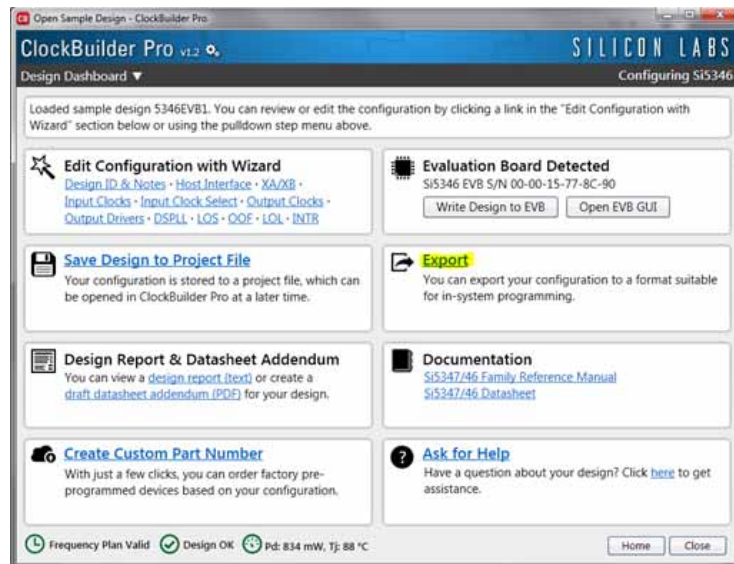 Open Sample Design - ClockBuilder Pro
ClockBuilder Pro v1.2
SILICON LABS
Design Dashboard ▼
Configuring Si5346
Loaded sample design 5346EVB1. You can review or edit the configuration by clicking a link in the "Edit Configuration with
Wizard" section below or using the pulldown step menu above.
Edit Configuration with Wizard
Design ID & Notes · Host Interface · XA/XB ·
Input Clocks · Input Clock Select · Output Clocks ·
Output Drivers · DSPLL · LOS · OOF · LOL · INTR
Evaluation Board Detected
Si5346 EVB S/N 00-00-15-77-8C-90
Write Design to EVB
Open EVB GUI
Save Design to Project File
Your configuration is stored to a project file, which can
be opened in ClockBuilder Pro at a later time.
Export
You can export your configuration to a format suitable
for in-system programming.
Design Report & Datasheet Addendum
You can view a design report (text) or create a
draft datasheet addendum (PDF) for your design.
Documentation
Si5347/46 Family Reference Manual
Si5347/46 Datasheet
Create Custom Part Number
With just a few clicks, you can order factory pre-
programmed devices based on your configuration.
Ask for Help
Have a question about your design? Click here to get
assistance.
Frequency Plan Valid
Design OK
Pd: 834 mW, Tj: 88 °C
Home
Close